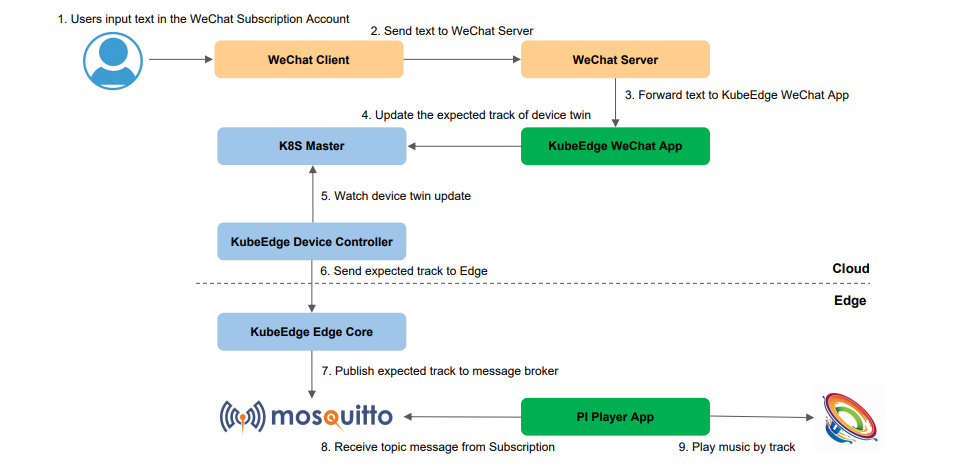 1. Users input text in the WeChat Subscription Account
2. Send text to WeChat Server
WeChat Client
WeChat Server
3. Forward text to KubeEdge WeChat App
4. Update the expected track of device twin
K8S Master
KubeEdge WeChat App
5. Watch device twin update
KubeEdge Device Controller
6. Send expected track to Edge
Cloud
Edge
KubeEdge Edge Core
7. Publish expected track to message broker
mosquitto
PI Player App
8. Receive topic message from Subscription
9. Play music by track